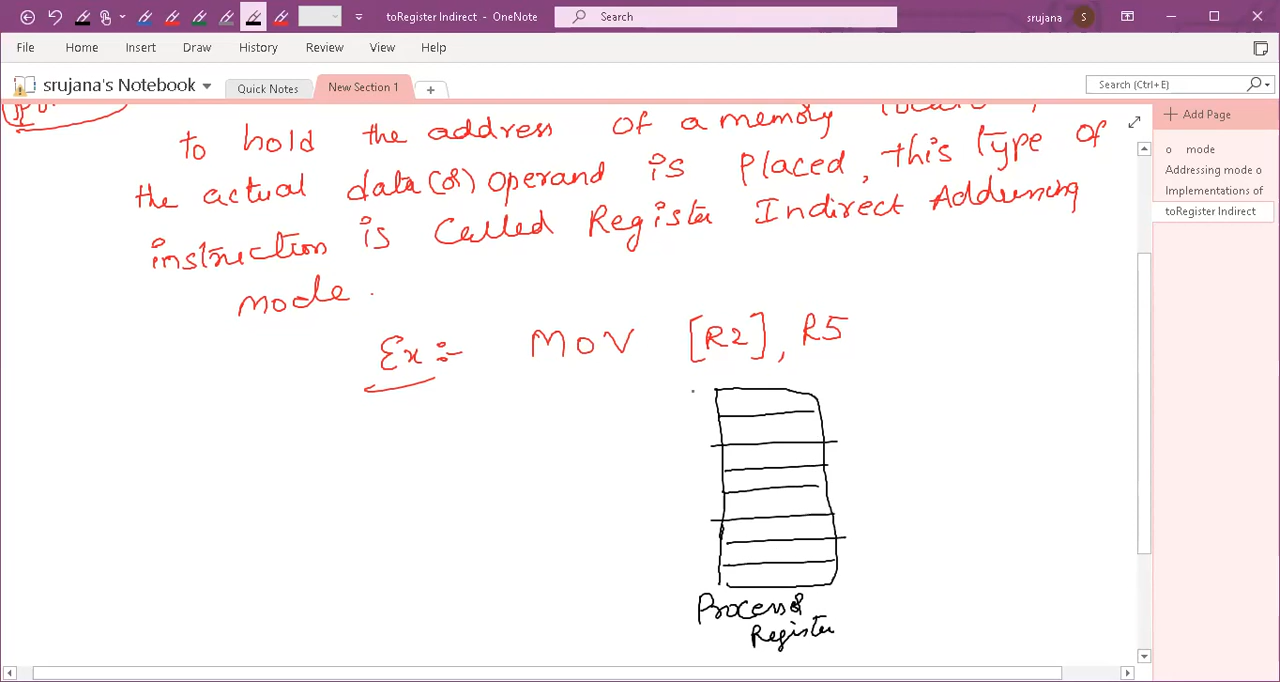 toRegister Indirect - OneNote
Search
srujana
S
File Home Insert Draw History Review View Help
srujana's Notebook
Quick Notes
New Section 1
+
Search (Ctrl+E)
Add Page
o mode
Addressing mode o
Implementations of
toRegister Indirect
to hold the address of a memory
the actual data(or) operand is placed, this type of
instruction is called Register Indirect Addressing
mode.
Ex:- MOV [R2], R5
Processor
Register